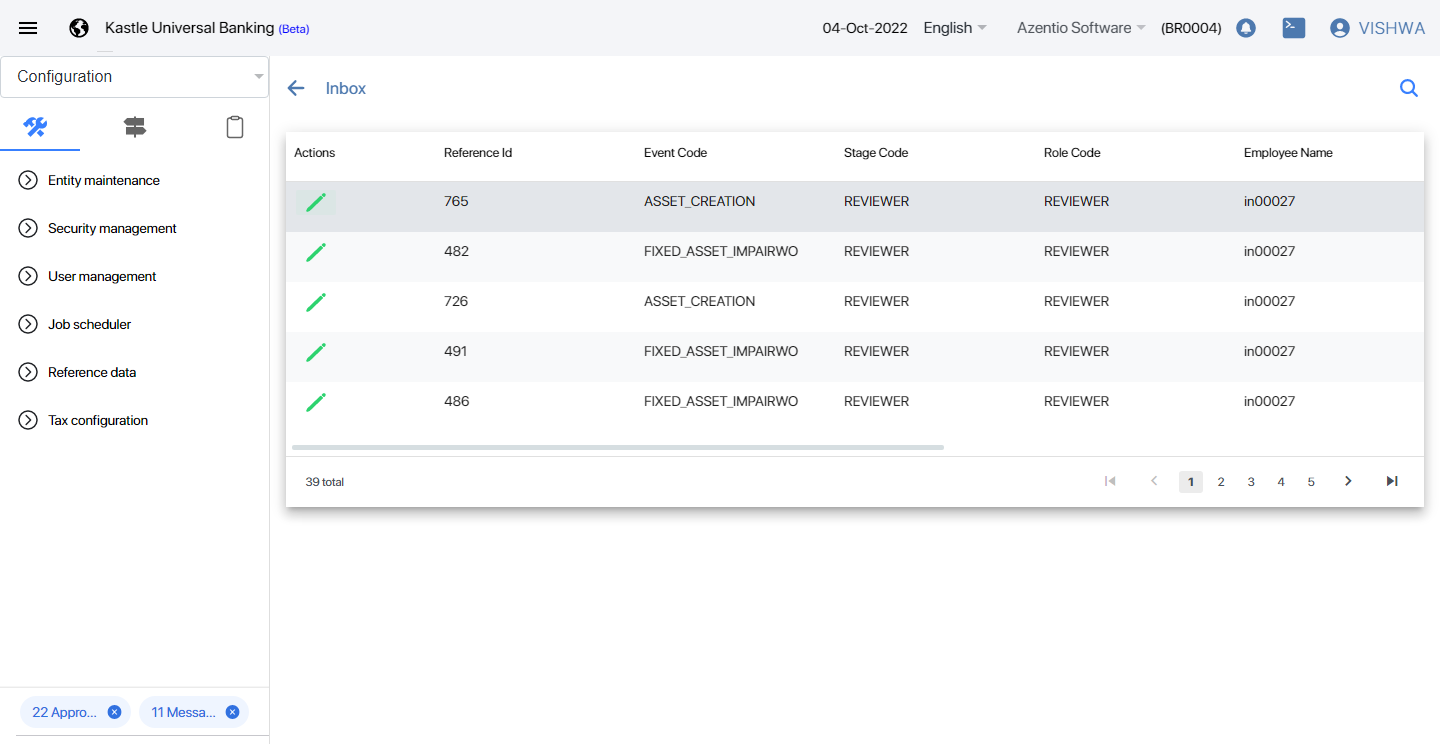 Kastle Universal Banking (Beta) 04-Oct-2022 English Azentio Software (BR0004) VISHWA
Configuration
Entity maintenance
Security management
User management
Job scheduler
Reference data
Tax configuration
22 Appro... 11 Messa...
Inbox
Actions Reference Id Event Code Stage Code Role Code Employee Name
765 ASSET_CREATION REVIEWER REVIEWER in00027
482 FIXED_ASSET_IMPAIRWO REVIEWER REVIEWER in00027
726 ASSET_CREATION REVIEWER REVIEWER in00027
491 FIXED_ASSET_IMPAIRWO REVIEWER REVIEWER in00027
486 FIXED_ASSET_IMPAIRWO REVIEWER REVIEWER in00027
39 total 1 2 3 4 5